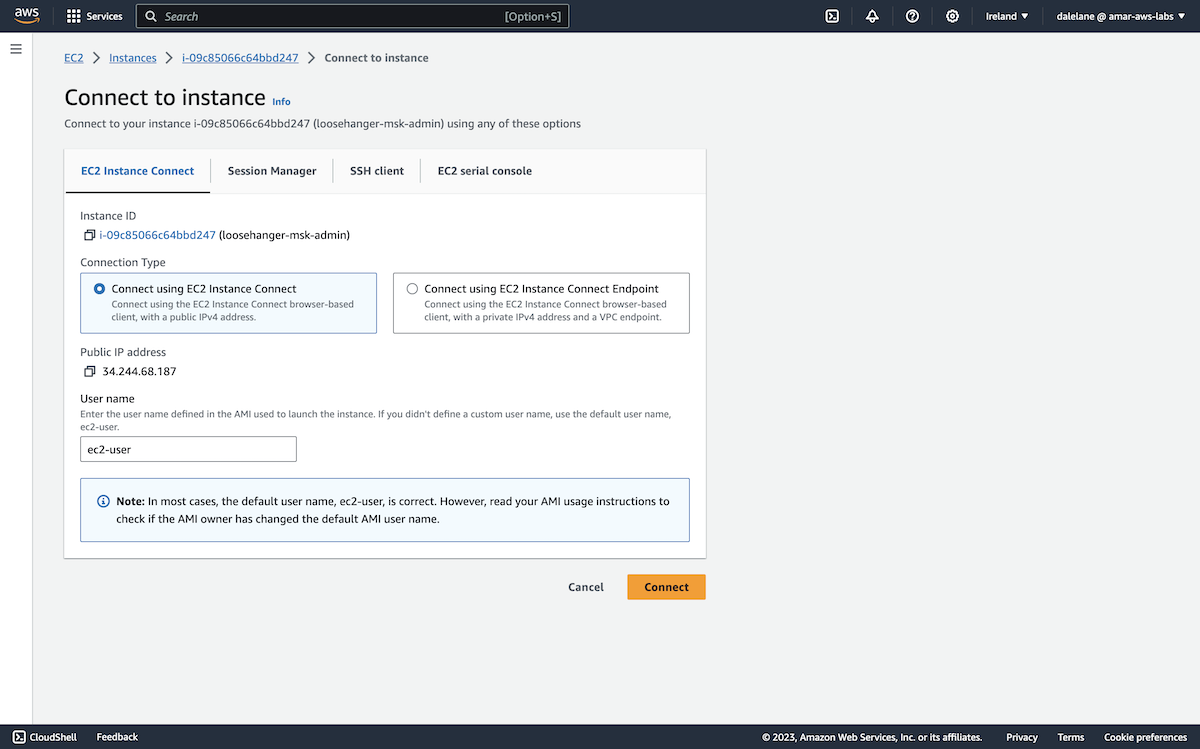 aws Services Search [Option+S] Ireland ▼ dalelane @ amar-aws-labs ▼
EC2 > Instances > i-09c85066c64bbd247 > Connect to instance
Connect to instance Info
Connect to your instance i-09c85066c64bbd247 (loosehanger-msk-admin) using any of these options
EC2 Instance Connect Session Manager SSH client EC2 serial console
Instance ID
i-09c85066c64bbd247 (loosehanger-msk-admin)
Connection Type
Connect using EC2 Instance Connect
Connect using the EC2 Instance Connect browser-based
client, with a public IPv4 address.
Connect using EC2 Instance Connect Endpoint
Connect using the EC2 Instance Connect browser-based
client, with a private IPv4 address and a VPC endpoint.
Public IP address
34.244.68.187
User name
Enter the user name defined in the AMI used to launch the instance. If you didn't define a custom user name, use the default user name,
ec2-user.
ec2-user
Note: In most cases, the default user name, ec2-user, is correct. However, read your AMI usage instructions to
check if the AMI owner has changed the default AMI user name.
Cancel Connect
CloudShell Feedback © 2023, Amazon Web Services, Inc. or its affiliates. Privacy Terms Cookie preferences